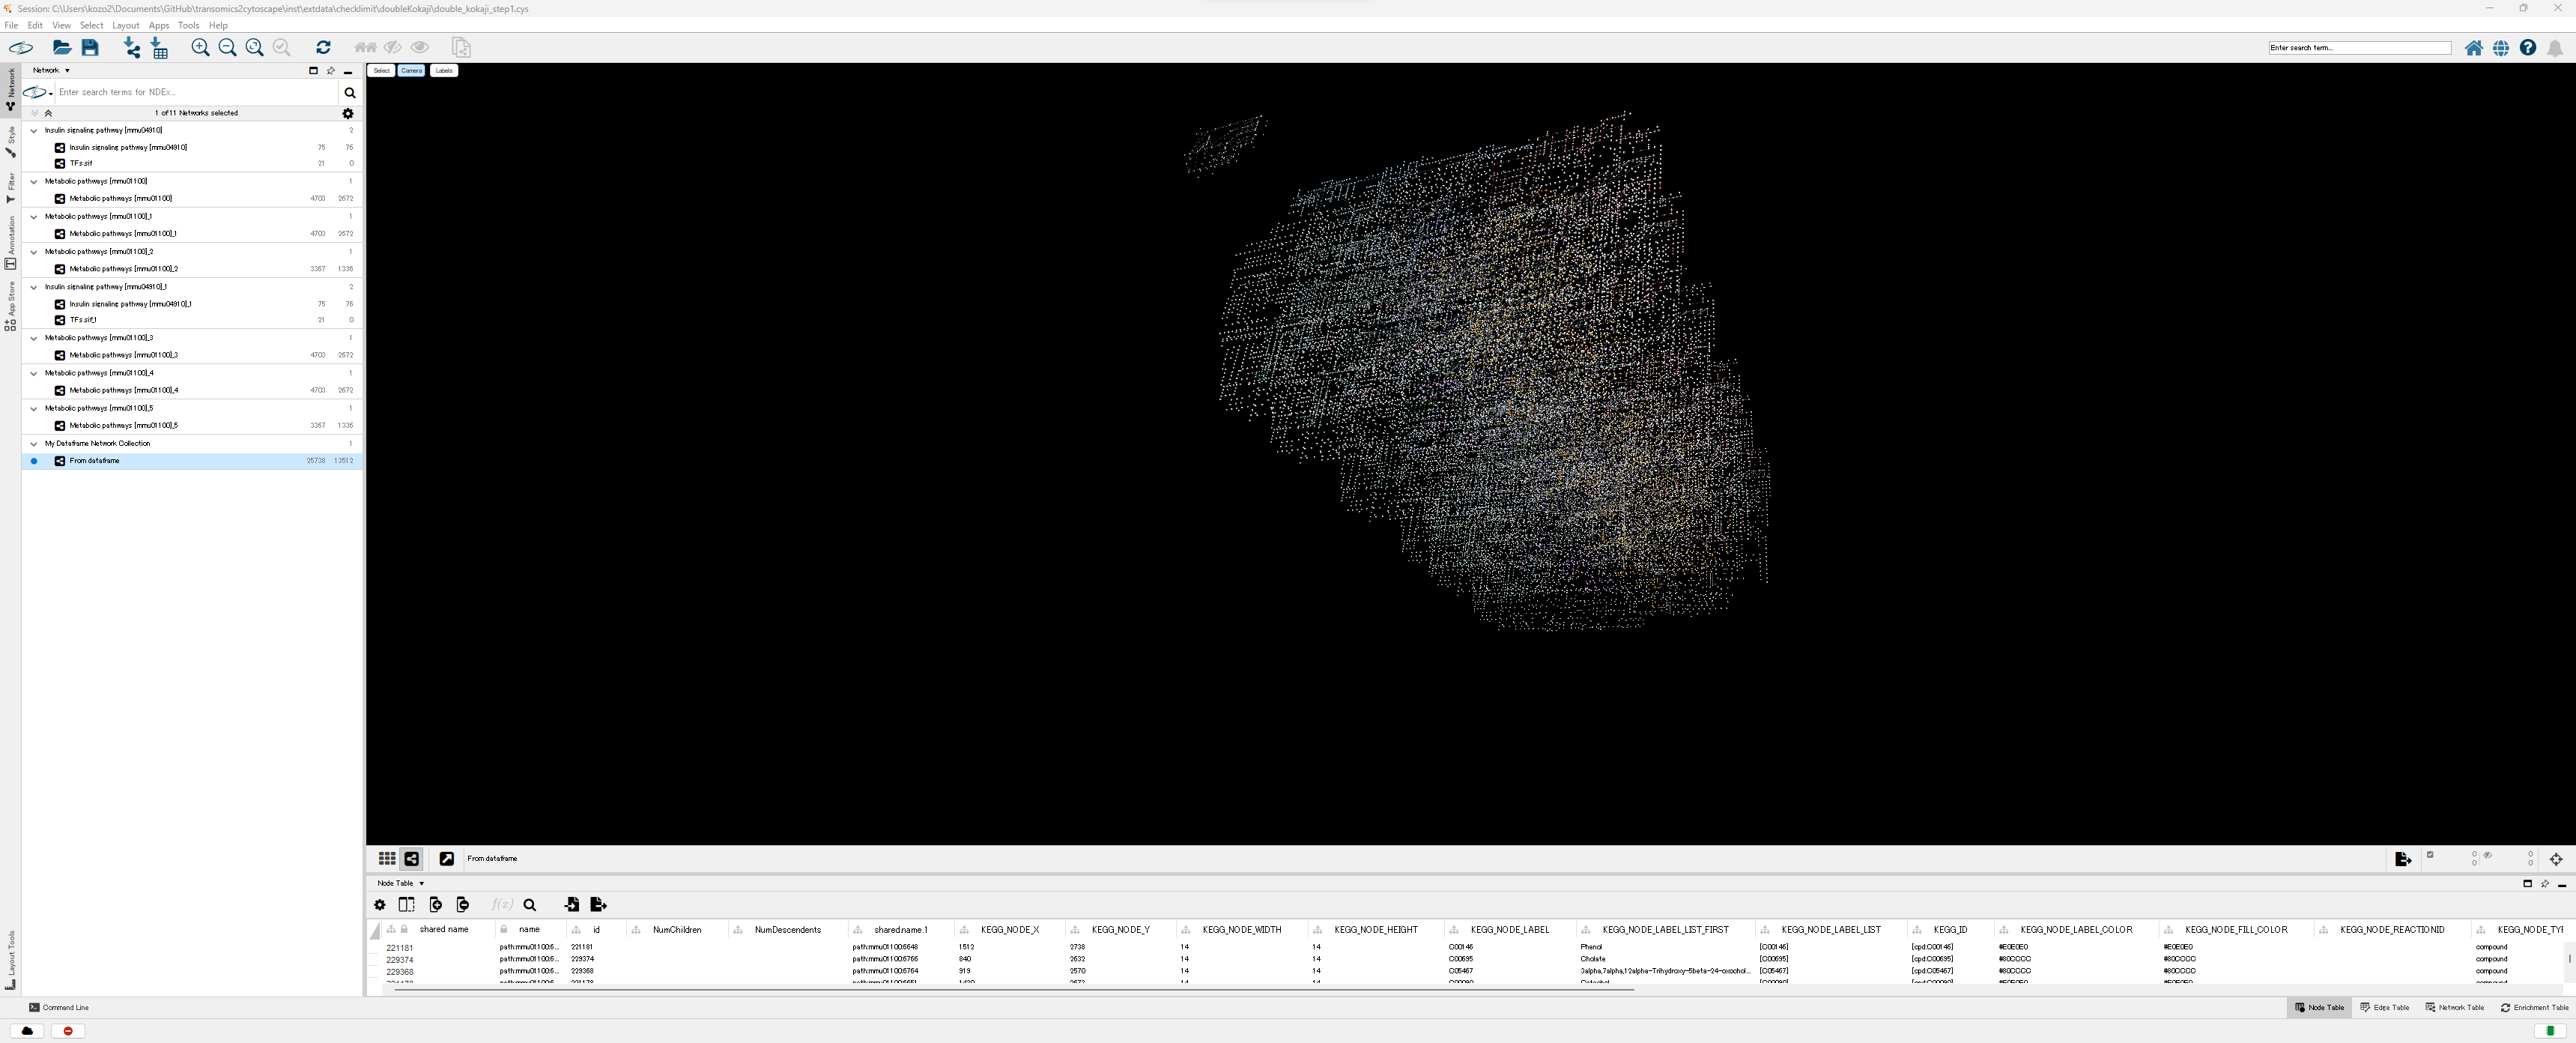 Session: C:\Users\kozo2\Documents\GitHub\transomics2cytoscape\inst\extdata\checklimit\doubleKokaji\double_kokaji_step1.cys
File Edit View Select Layout Apps Tools Help
Enter search term...
Network
Select Camera Labels
Enter search terms for NDEx...
1 of 11 Networks selected
Insulin signaling pathway [mmu04910] 2
Insulin signaling pathway [mmu04910] 75 76
TFs.sif 21 0
Metabolic pathways [mmu01100] 1
Metabolic pathways [mmu01100] 4703 2672
Metabolic pathways [mmu01100]_1 1
Metabolic pathways [mmu01100]_1 4703 2672
Metabolic pathways [mmu01100]_2 1
Metabolic pathways [mmu01100]_2 3367 1336
Insulin signaling pathway [mmu04910]_1 2
Insulin signaling pathway [mmu04910]_1 75 76
TFs.sif_1 21 0
Metabolic pathways [mmu01100]_3 1
Metabolic pathways [mmu01100]_3 4703 2672
Metabolic pathways [mmu01100]_4 1
Metabolic pathways [mmu01100]_4 4703 2672
Metabolic pathways [mmu01100]_5 1
Metabolic pathways [mmu01100]_5 3367 1336
My Dataframe Network Collection 1
From dataframe 25738 13512
Network
Style
Filter
Annotation
App Store
Layout Tools
From dataframe
0 0
0 0
Node Table
f(x)
shared name name id NumChildren NumDescendents shared.name.1 KEGG_NODE_X KEGG_NODE_Y KEGG_NODE_WIDTH KEGG_NODE_HEIGHT KEGG_NODE_LABEL KEGG_NODE_LABEL_LIST_FIRST KEGG_NODE_LABEL_LIST KEGG_ID KEGG_NODE_LABEL_COLOR KEGG_NODE_FILL_COLOR KEGG_NODE_REACTIONID KEGG_NODE_TYP
221181 path:mmu01100:6... 221181 path:mmu01100:6648 1512 2738 14 14 C00146 Phenol [C00146] [cpd:C00146] #E0E0E0 #E0E0E0 compound
229374 path:mmu01100:6... 229374 path:mmu01100:6766 840 2632 14 14 C00695 Cholate [C00695] [cpd:C00695] #80CCCC #80CCCC compound
229368 path:mmu01100:6... 229368 path:mmu01100:6764 919 2570 14 14 C05467 3alpha,7alpha,12alpha-Trihydroxy-5beta-24-oxochol... [C05467] [cpd:C05467] #80CCCC #80CCCC compound
Command Line
Node Table Edge Table Network Table Enrichment Table